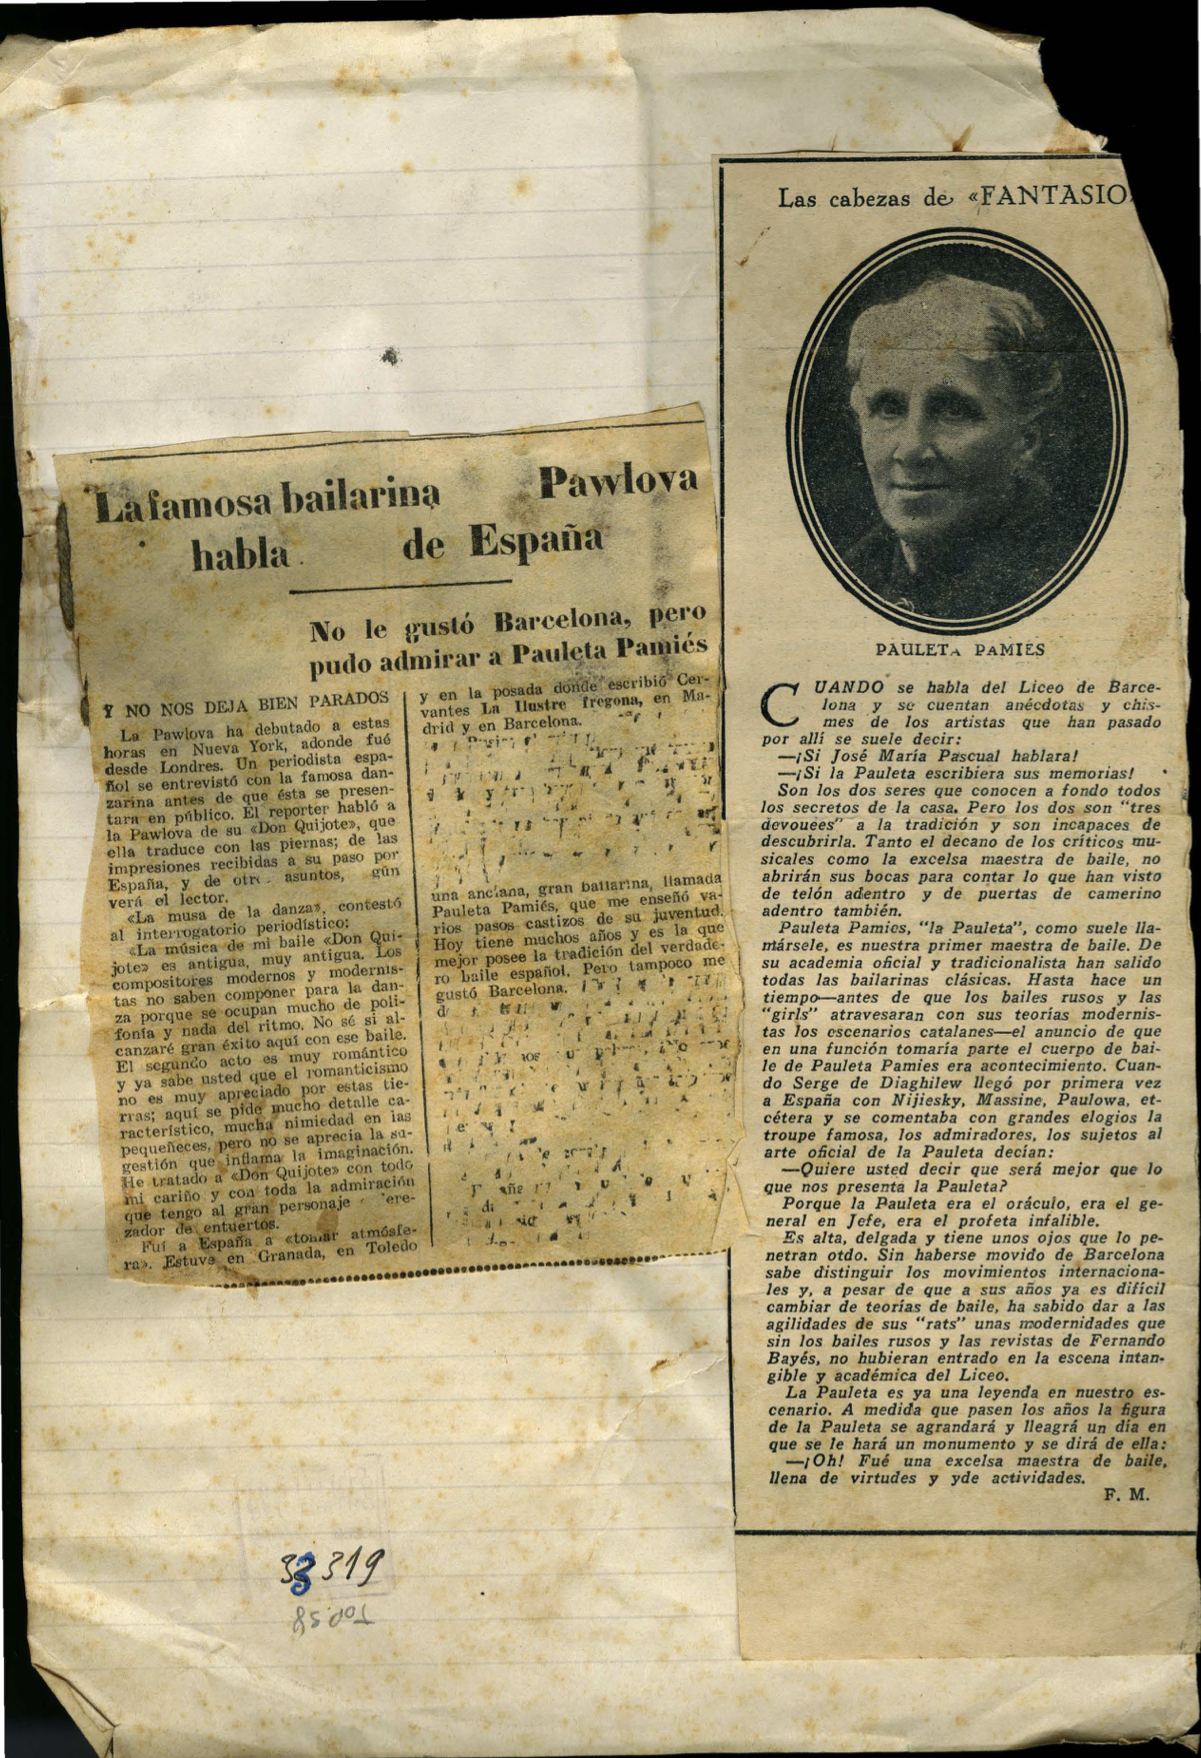 La famosa bailarina Pawlova
habla de España
No le gustó Barcelona, pero
pudo admirar a Pauleta Pamiés
Y NO NOS DEJA BIEN PARADOS
La Pawlova ha debutado a estas
horas en Nueva York, adonde fué
desde Londres. Un periodista espa-
ñol se entrevistó con la famosa dan-
zarina antes de que ésta se presen-
tara en público. El reporter habló a
la Pawlova de su «Don Quijote», que
ella traduce con las piernas; de las
impresiones recibidas a su paso por
España, y de otr asuntos, gún
verá el lector.
«La musa de la danza», contestó
al interrogatorio periodístico:
«La música de mi baile «Don Qui-
jote» es antigua, muy antigua. Los
compositores modernos y modernis-
tas no saben componer para la dan-
za porque se ocupan mucho de poli-
fonía y nada del ritmo. No sé si al-
canzaré gran éxito aquí con ese baile.
El segundo acto es muy romántico
y ya sabe usted que el romanticismo
no es muy apreciado por estas tie-
rras; aquí se pide mucho detalle ca-
racterístico, mucha nimiedad en las
pequeñeces, pero no se aprecia la su-
gestión que inflama la imaginación.
He tratado a «Don Quijote» con todo
mi cariño y con toda la admiración
que tengo al gran personaje ere-
zador de entuertos.
Fuí a España a «tomar atmósfe-
ra». Estuve en Granada, en Toledo
y en la posada donde escribió Cer-
vantes La Ilustre fregona, en Ma-
drid y en Barcelona.
una anciana, gran bailarina, llamada
Pauleta Pamiés, que me enseñó va-
rios pasos castizos de su juventud.
Hoy tiene muchos años y es la que
mejor posee la tradición del verdade-
ro baile español. Pero tampoco me
gustó Barcelona.
33319
TOP. 58
Las cabezas de «FANTASIO»
PAULETA PAMIES
CUANDO se habla del Liceo de Barce-
lona y se cuentan anécdotas y chis-
mes de los artistas que han pasado
por allí se suele decir:
—¡Si José María Pascual hablara!
—¡Si la Pauleta escribiera sus memorias!
Son los dos seres que conocen a fondo todos
los secretos de la casa. Pero los dos son "tres
devouées" a la tradición y son incapaces de
descubrirla. Tanto el decano de los críticos mu-
sicales como la excelsa maestra de baile, no
abrirán sus bocas para contar lo que han visto
de telón adentro y de puertas de camerino
adentro también.
Pauleta Pamies, "la Pauleta", como suele lla-
mársele, es nuestra primer maestra de baile. De
su academia oficial y tradicionalista han salido
todas las bailarinas clásicas. Hasta hace un
tiempo—antes de que los bailes rusos y las
"girls" atravesaran con sus teorías modernis-
tas los escenarios catalanes—el anuncio de que
en una función tomaría parte el cuerpo de bai-
le de Pauleta Pamies era acontecimiento. Cuan-
do Serge de Diaghilew llegó por primera vez
a España con Nijiesky, Massine, Paulowa, et-
cétera y se comentaba con grandes elogios la
troupe famosa, los admiradores, los sujetos al
arte oficial de la Pauleta decían:
—Quiere usted decir que será mejor que lo
que nos presenta la Pauleta?
Porque la Pauleta era el oráculo, era el ge-
neral en Jefe, era el profeta infalible.
Es alta, delgada y tiene unos ojos que lo pe-
netran otdo. Sin haberse movido de Barcelona
sabe distinguir los movimientos internaciona-
les y, a pesar de que a sus años ya es difícil
cambiar de teorías de baile, ha sabido dar a las
agilidades de sus "rats" unas modernidades que
sin los bailes rusos y las revistas de Fernando
Bayés, no hubieran entrado en la escena intan-
gible y académica del Liceo.
La Pauleta es ya una leyenda en nuestro es-
cenario. A medida que pasen los años la figura
de la Pauleta se agrandará y lleagrá un día en
que se le hará un monumento y se dirá de ella:
—¡Oh! Fué una excelsa maestra de baile,
llena de virtudes y yde actividades.
F. M.